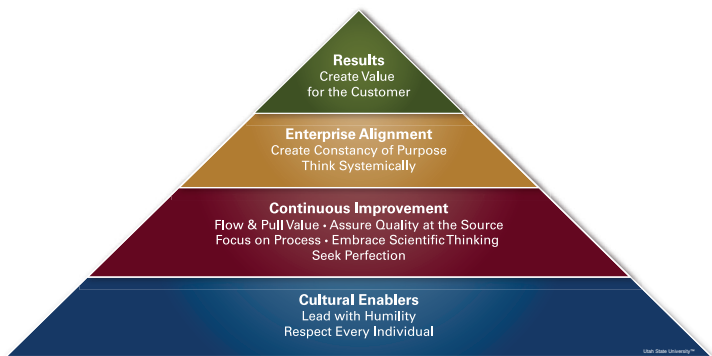 Results
Create Value
for the Customer
Enterprise Alignment
Create Constancy of Purpose
Think Systemically
Continuous Improvement
Flow & Pull Value • Assure Quality at the Source
Focus on Process • Embrace Scientific Thinking
Seek Perfection
Cultural Enablers
Lead with Humility
Respect Every Individual
Utah State University™